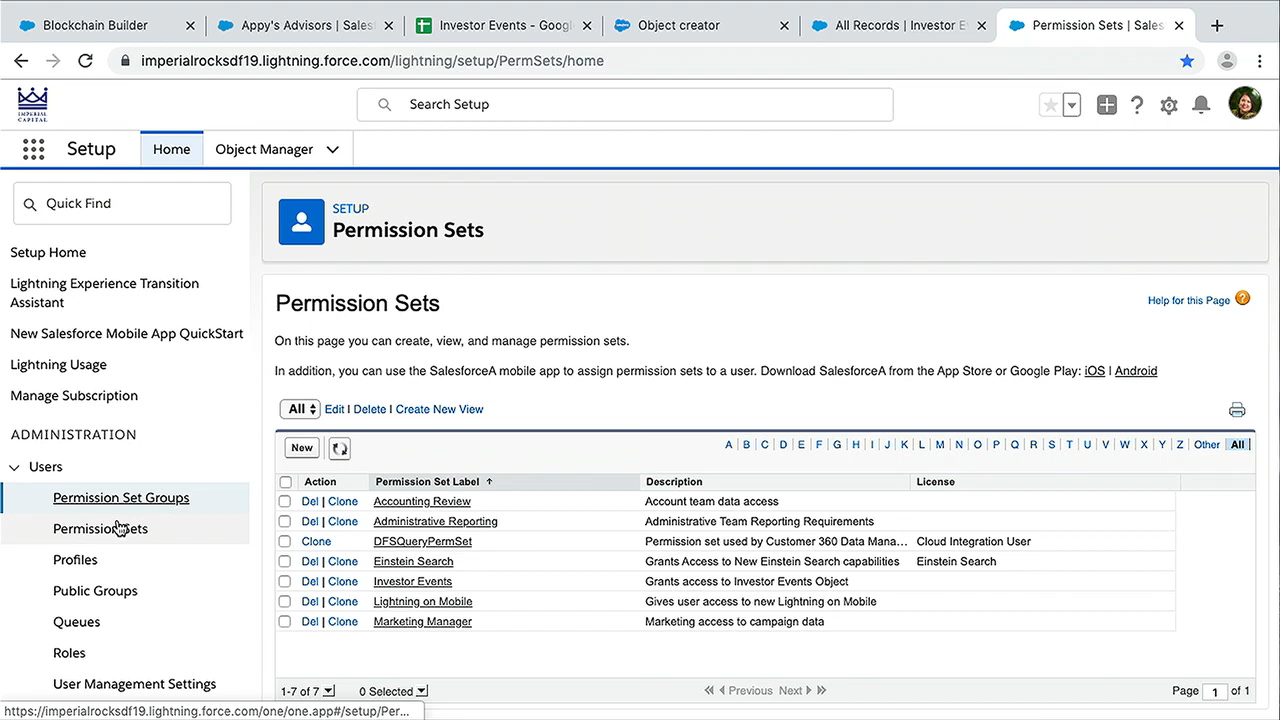 Blockchain Builder
Appy's Advisors | Sales
Investor Events - Goog
Object creator
All Records | Investor E
Permission Sets | Sales
imperialrocksdf19.lightning.force.com/lightning/setup/PermSets/home
IMPERIAL
CAPITAL
Search Setup
Setup
Home
Object Manager
Quick Find
Setup Home
Lightning Experience Transition
Assistant
New Salesforce Mobile App QuickStart
Lightning Usage
Manage Subscription
ADMINISTRATION
Users
Permission Set Groups
Permission Sets
Profiles
Public Groups
Queues
Roles
User Management Settings
https://imperialrocksdf19.lightning.force.com/one/one.app#/setup/Per...
SETUP
Permission Sets
Permission Sets
Help for this Page
On this page you can create, view, and manage permission sets.
In addition, you can use the SalesforceA mobile app to assign permission sets to a user. Download SalesforceA from the App Store or Google Play: iOS | Android
All Edit | Delete | Create New View
New A B C D E F G H I J K L M N O P Q R S T U V W X Y Z Other All
Action Permission Set Label Description License
Del | Clone Accounting Review Account team data access
Del | Clone Administrative Reporting Administrative Team Reporting Requirements
Clone DFSQueryPermSet Permission set used by Customer 360 Data Mana... Cloud Integration User
Del | Clone Einstein Search Grants Access to New Einstein Search capabilities Einstein Search
Del | Clone Investor Events Grants access to Investor Events Object
Del | Clone Lightning on Mobile Gives user access to new Lightning on Mobile
Del | Clone Marketing Manager Marketing access to campaign data
1-7 of 7 0 Selected Previous Next Page 1 of 1